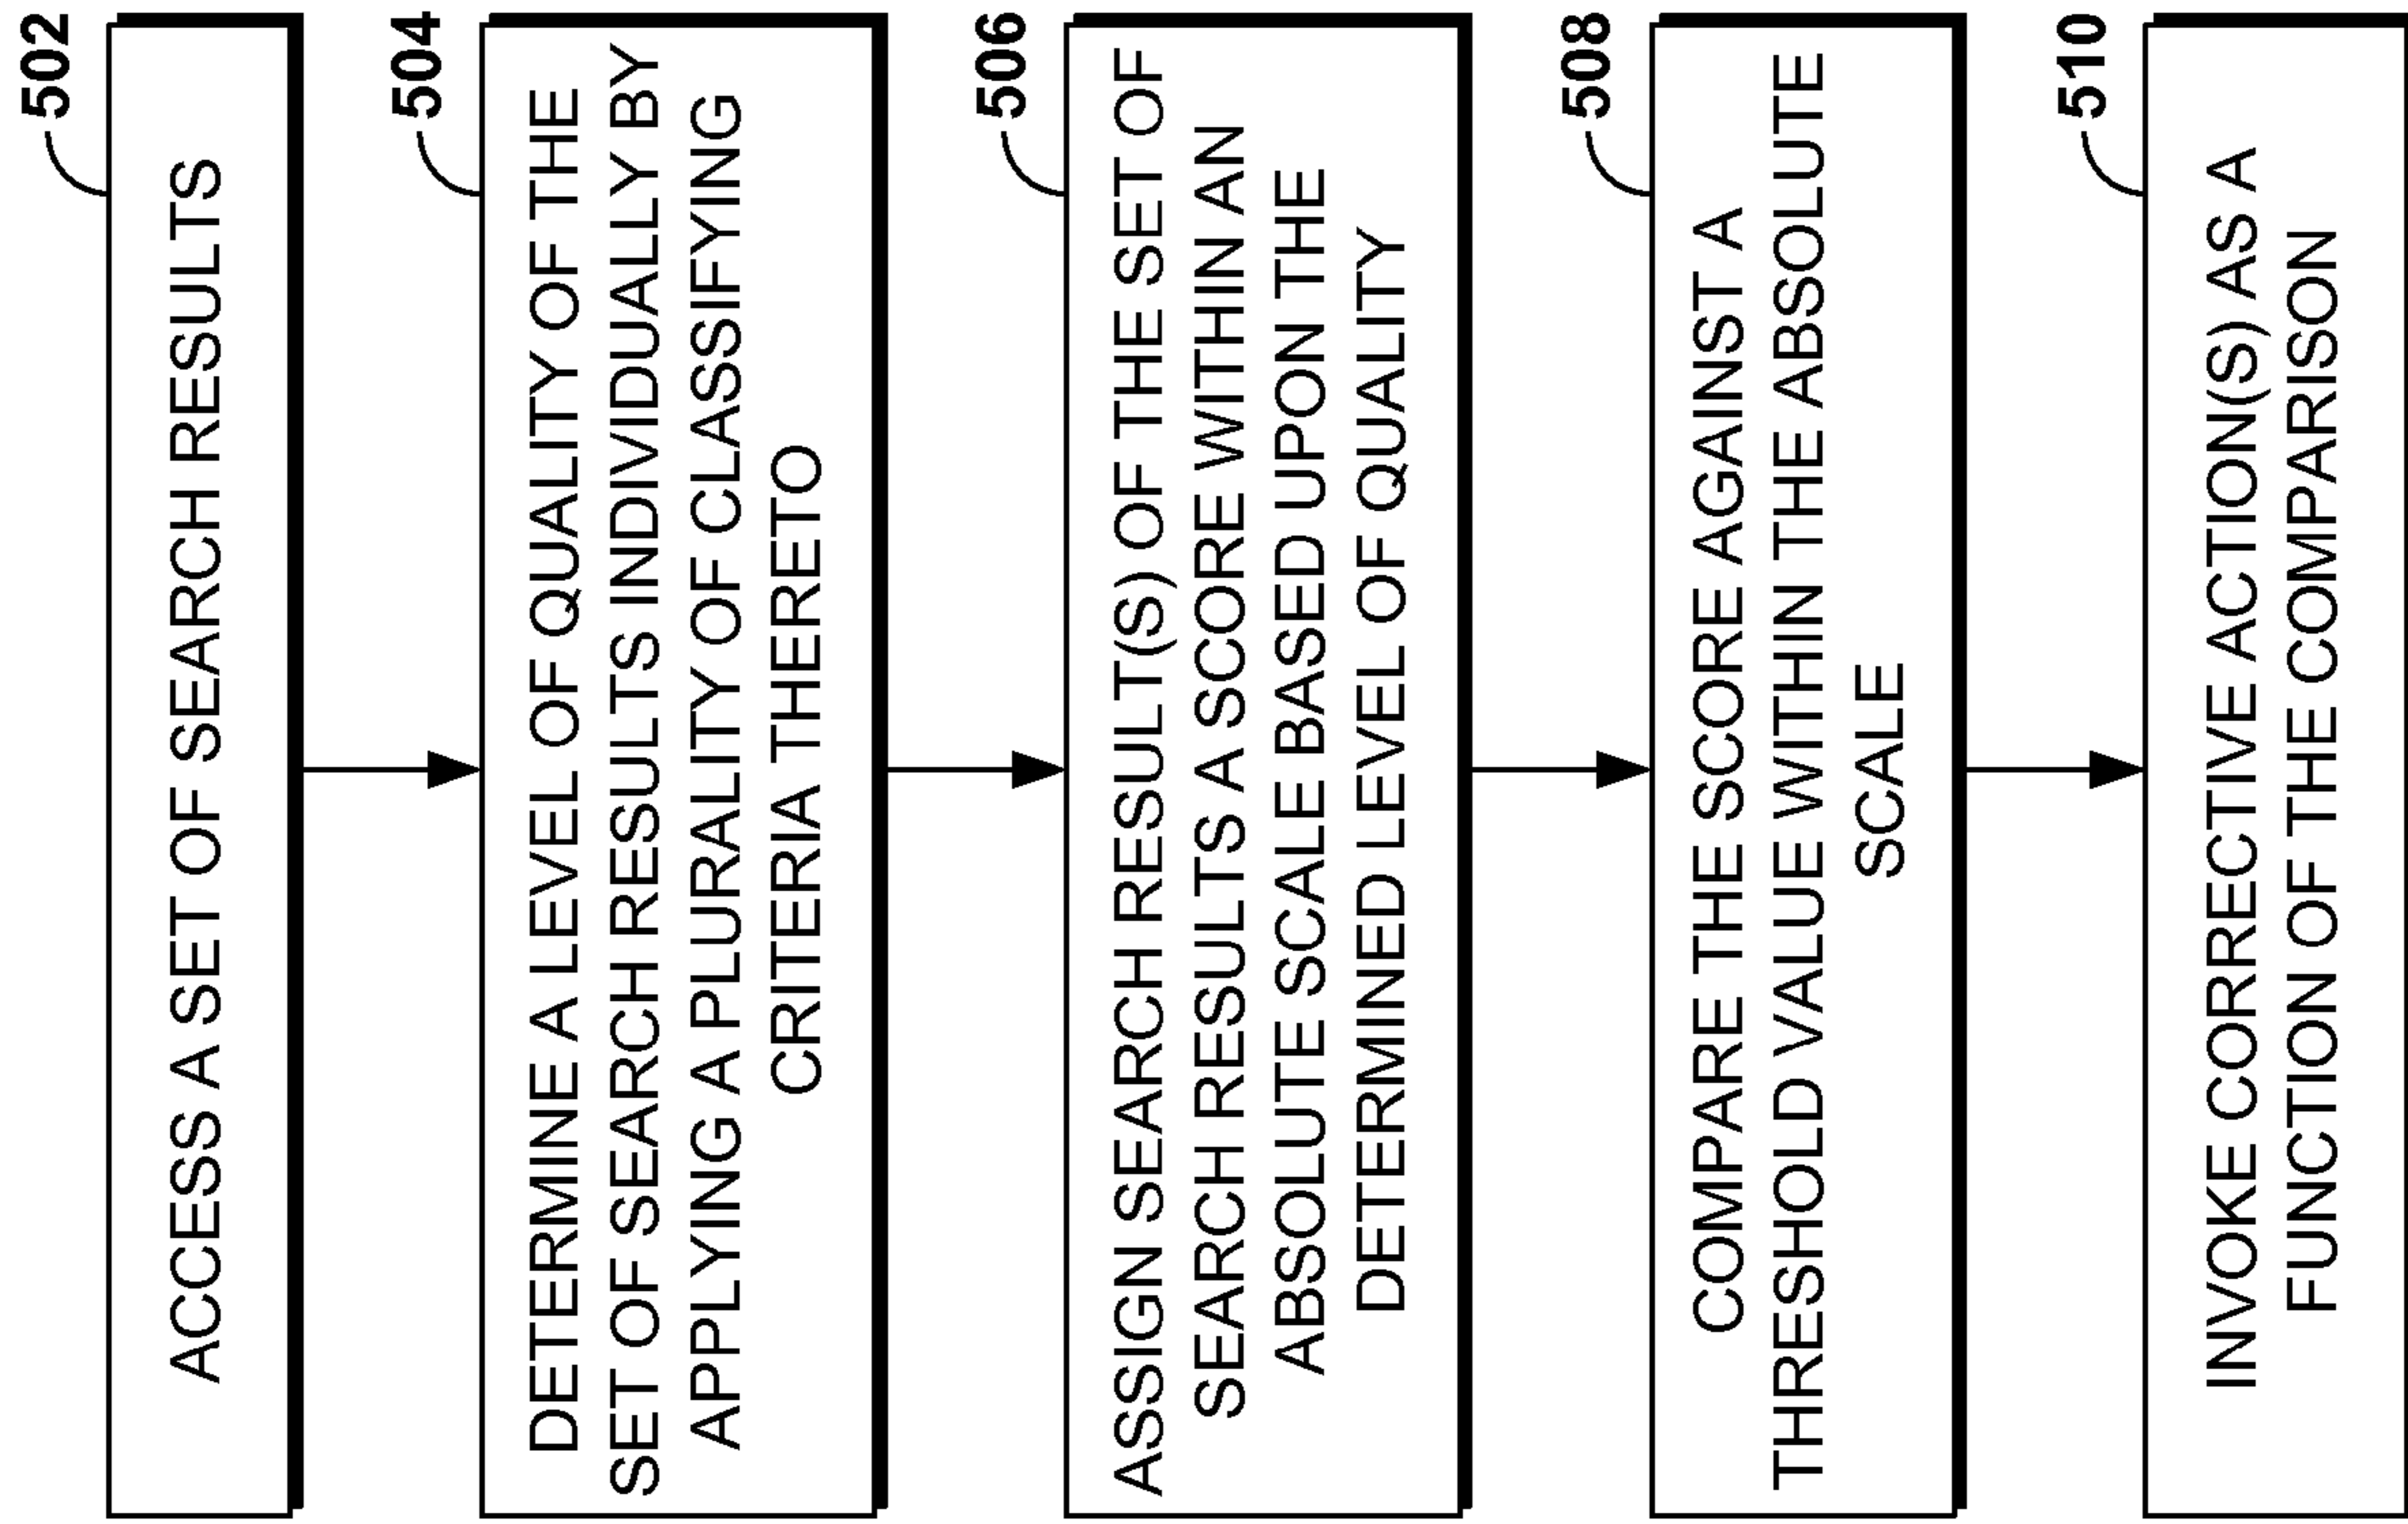 502
ACCESS A SET OF SEARCH RESULTS
504
DETERMINE A LEVEL OF QUALITY OF THE
SET OF SEARCH RESULTS INDIVIDUALLY BY
APPLYING A PLURALITY OF CLASSIFYING
CRITERIA THERETO
506
ASSIGN SEARCH RESULT(S) OF THE SET OF
SEARCH RESULTS A SCORE WITHIN AN
ABSOLUTE SCALE BASED UPON THE
DETERMINED LEVEL OF QUALITY
508
COMPARE THE SCORE AGAINST A
THRESHOLD VALUE WITHIN THE ABSOLUTE
SCALE
510
INVOKE CORRECTIVE ACTION(S) AS A
FUNCTION OF THE COMPARISON